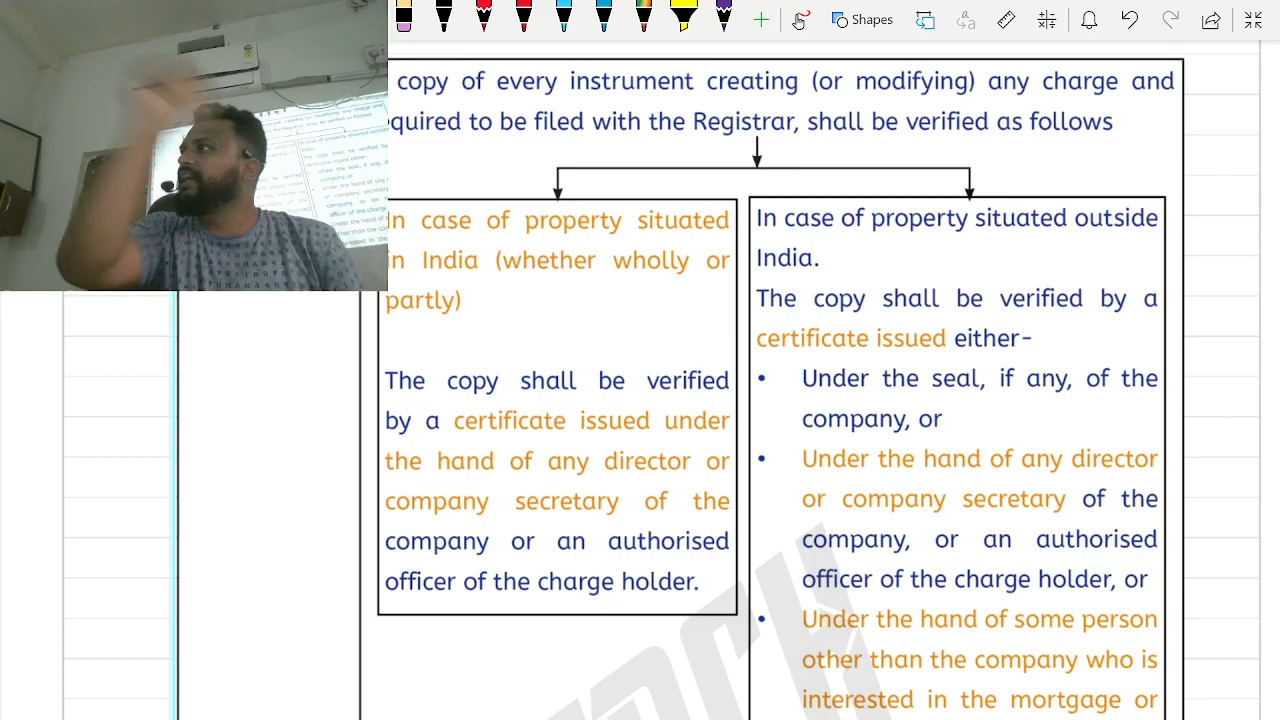 Shapes
copy of every instrument creating (or modifying) any charge and
quired to be filed with the Registrar, shall be verified as follows
In case of property situated
in India (whether wholly or
partly)
The copy shall be verified
by a certificate issued under
the hand of any director or
company secretary of the
company or an authorised
officer of the charge holder.
In case of property situated outside
India.
The copy shall be verified by a
certificate issued either-
• Under the seal, if any, of the
company, or
• Under the hand of any director
or company secretary of the
company, or an authorised
officer of the charge holder, or
• Under the hand of some person
other than the company who is
interested in the mortgage or